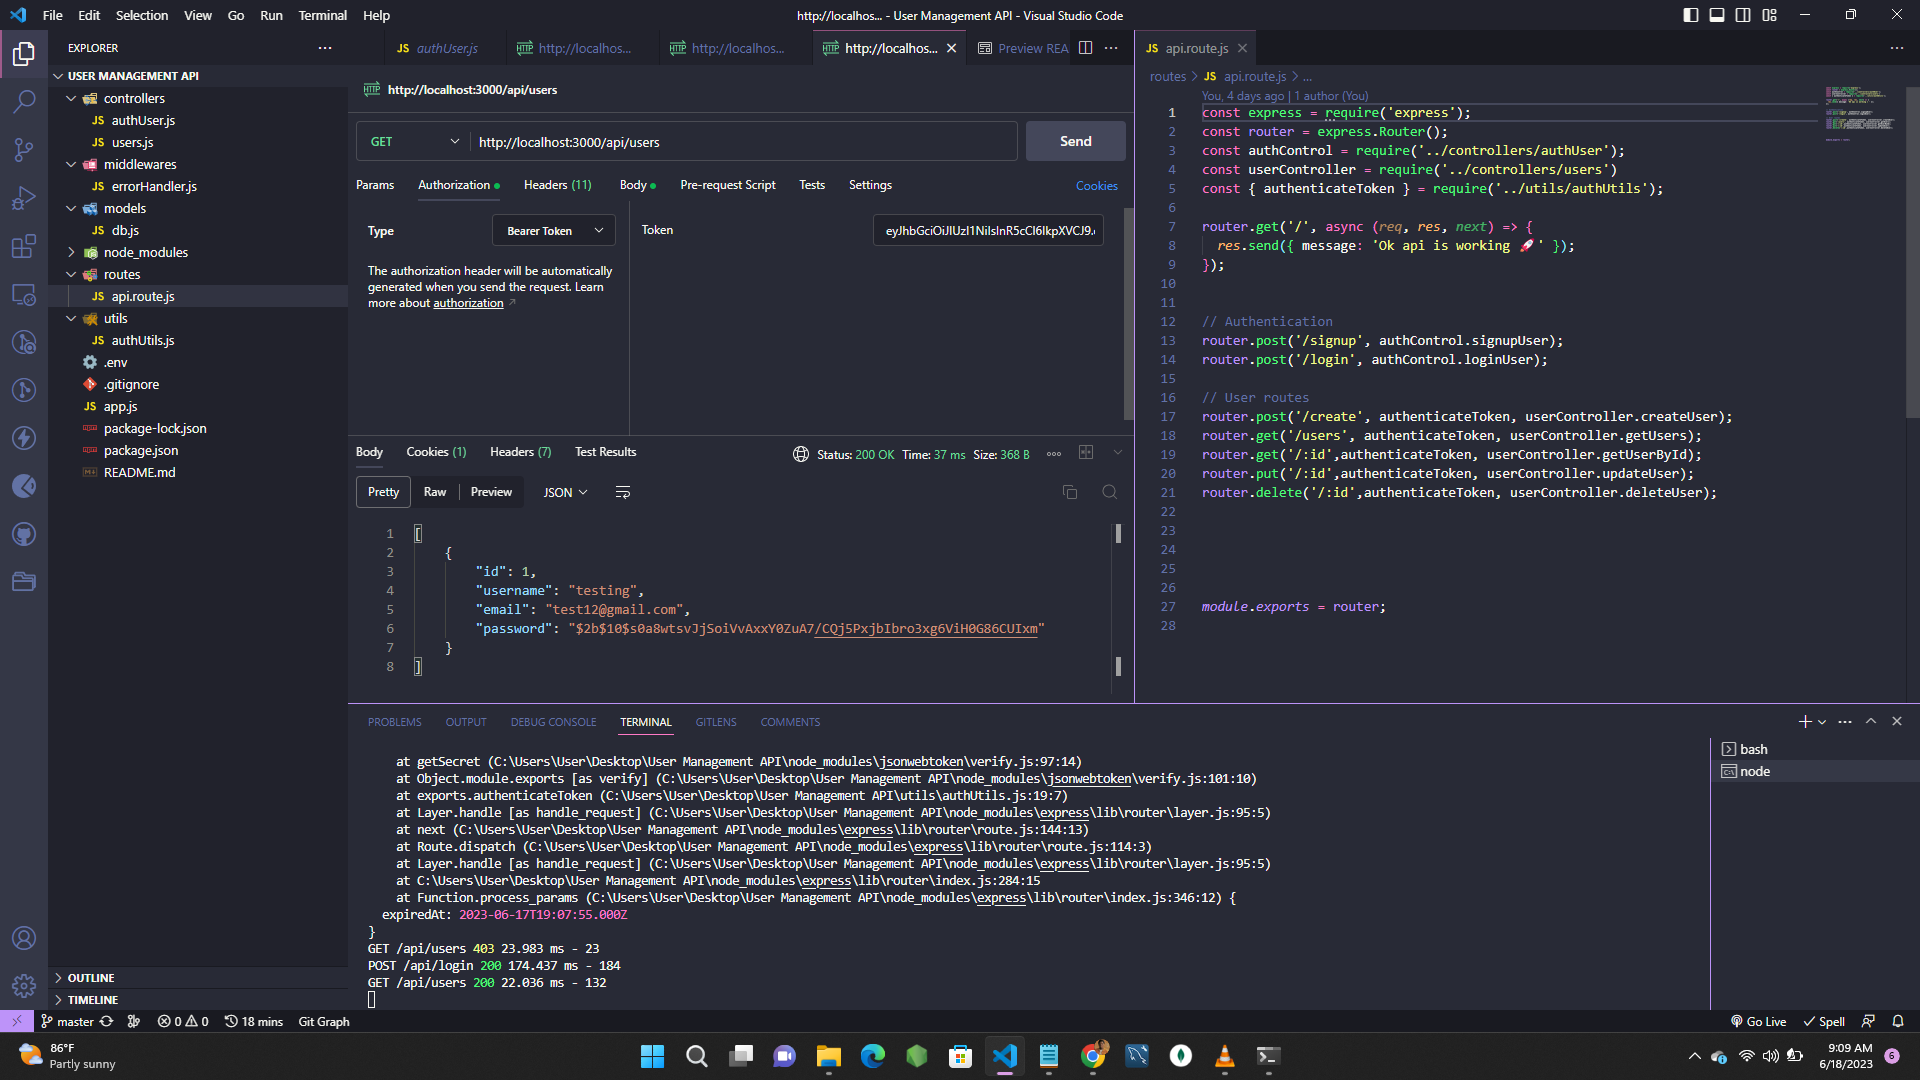 File Edit Selection View Go Run Terminal Help
http://localhos... - User Management API - Visual Studio Code
EXPLORER
USER MANAGEMENT API
controllers
JS authUser.js
JS users.js
middlewares
JS errorHandler.js
models
JS db.js
node_modules
routes
JS api.route.js
utils
JS authUtils.js
.env
.gitignore
JS app.js
package-lock.json
package.json
README.md
OUTLINE
TIMELINE
JS authUser.js
HTTP http://localhos...
HTTP http://localhos...
HTTP http://localhos...
Preview REA
HTTP http://localhost:3000/api/users
GET http://localhost:3000/api/users Send
Params Authorization Headers (11) Body Pre-request Script Tests Settings Cookies
Type Bearer Token
The authorization header will be automatically
generated when you send the request. Learn
more about authorization
Token
Body Cookies (1) Headers (7) Test Results
Status: 200 OK Time: 37 ms Size: 368 B
Pretty Raw Preview JSON
1 [
2 {
3 "id": 1,
4 "username": "testing",
5 "email": "test12@gmail.com",
6 "password": "$2b$10$s0a8wtsvJjSoiVvAxxY0ZuA7/CQj5PxjbIbro3xg6ViH0G86CUIxm"
7 }
8 ]
JS api.route.js
routes > JS api.route.js > ...
You, 4 days ago | 1 author (You)
1 const express = require('express');
2 const router = express.Router();
3 const authControl = require('../controllers/authUser');
4 const userController = require('../controllers/users')
5 const { authenticateToken } = require('../utils/authUtils');
6
7 router.get('/', async (req, res, next) => {
8 res.send({ message: 'Ok api is working 🚀' });
9 });
10
11
12 // Authentication
13 router.post('/signup', authControl.signupUser);
14 router.post('/login', authControl.loginUser);
15
16 // User routes
17 router.post('/create', authenticateToken, userController.createUser);
18 router.get('/users', authenticateToken, userController.getUsers);
19 router.get('/:id',authenticateToken, userController.getUserById);
20 router.put('/:id',authenticateToken, userController.updateUser);
21 router.delete('/:id',authenticateToken, userController.deleteUser);
22
23
24
25
26
27 module.exports = router;
28
PROBLEMS OUTPUT DEBUG CONSOLE TERMINAL GITLENS COMMENTS
at getSecret (C:\Users\User\Desktop\User Management API\node_modules\jsonwebtoken\verify.js:97:14)
at Object.module.exports [as verify] (C:\Users\User\Desktop\User Management API\node_modules\jsonwebtoken\verify.js:101:10)
at exports.authenticateToken (C:\Users\User\Desktop\User Management API\utils\authUtils.js:19:7)
at Layer.handle [as handle_request] (C:\Users\User\Desktop\User Management API\node_modules\express\lib\router\layer.js:95:5)
at next (C:\Users\User\Desktop\User Management API\node_modules\express\lib\router\route.js:144:13)
at Route.dispatch (C:\Users\User\Desktop\User Management API\node_modules\express\lib\router\route.js:114:3)
at Layer.handle [as handle_request] (C:\Users\User\Desktop\User Management API\node_modules\express\lib\router\layer.js:95:5)
at C:\Users\User\Desktop\User Management API\node_modules\express\lib\router\index.js:284:15
at Function.process_params (C:\Users\User\Desktop\User Management API\node_modules\express\lib\router\index.js:346:12) {
expiredAt: 2023-06-17T19:07:55.000Z
}
GET /api/users 403 23.983 ms - 23
POST /api/login 200 174.437 ms - 184
GET /api/users 200 22.036 ms - 132
bash
node
master 0 0 18 mins Git Graph
Go Live Spell
86°F
Partly sunny
9:09 AM
6/18/2023
6